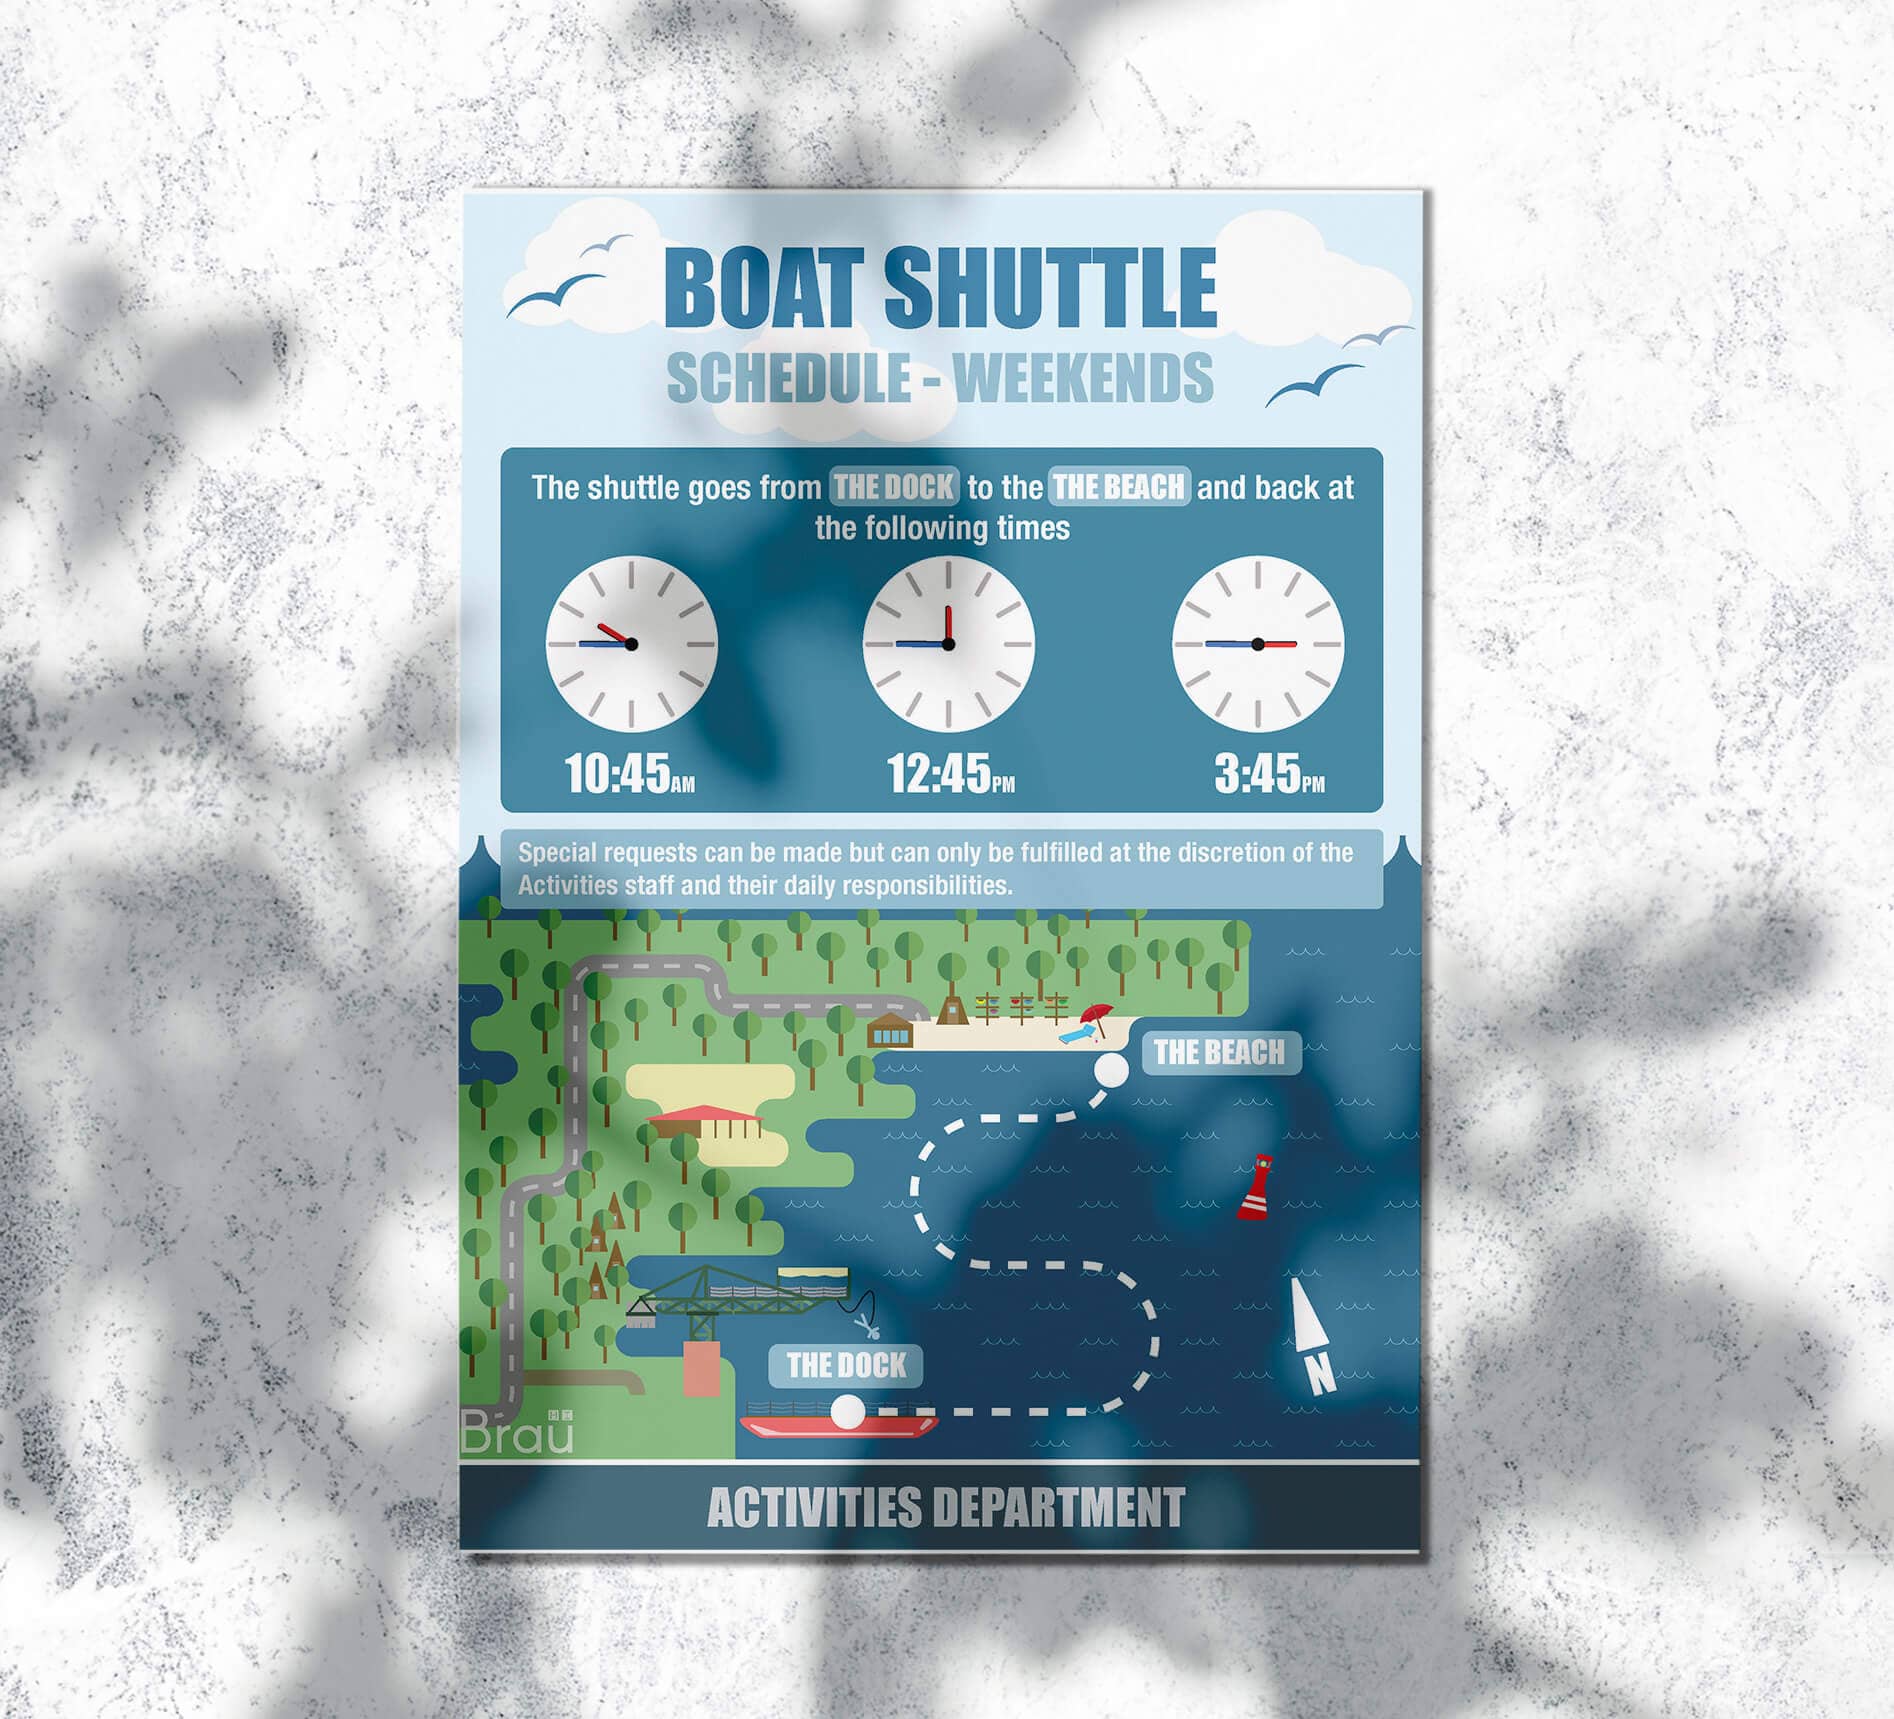 BOAT SHUTTLE
SCHEDULE - WEEKENDS
The shuttle goes from THE DOCK to the THE BEACH and back at
the following times
10:45AM 12:45PM 3:45PM
Special requests can be made but can only be fulfilled at the discretion of the
Activities staff and their daily responsibilities.
THE BEACH
N
THE DOCK
Braü
ACTIVITIES DEPARTMENT